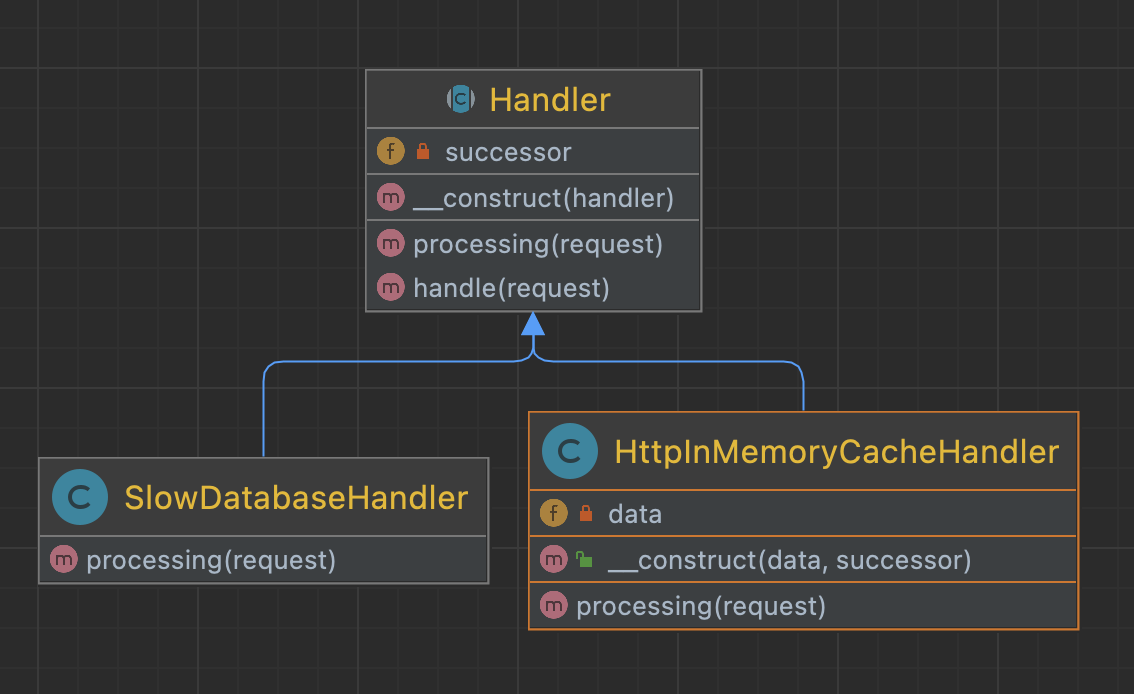 C Handler
f successor
m __construct(handler)
m processing(request)
m handle(request)
C SlowDatabaseHandler
m processing(request)
C HttpInMemoryCacheHandler
f data
m __construct(data, successor)
m processing(request)